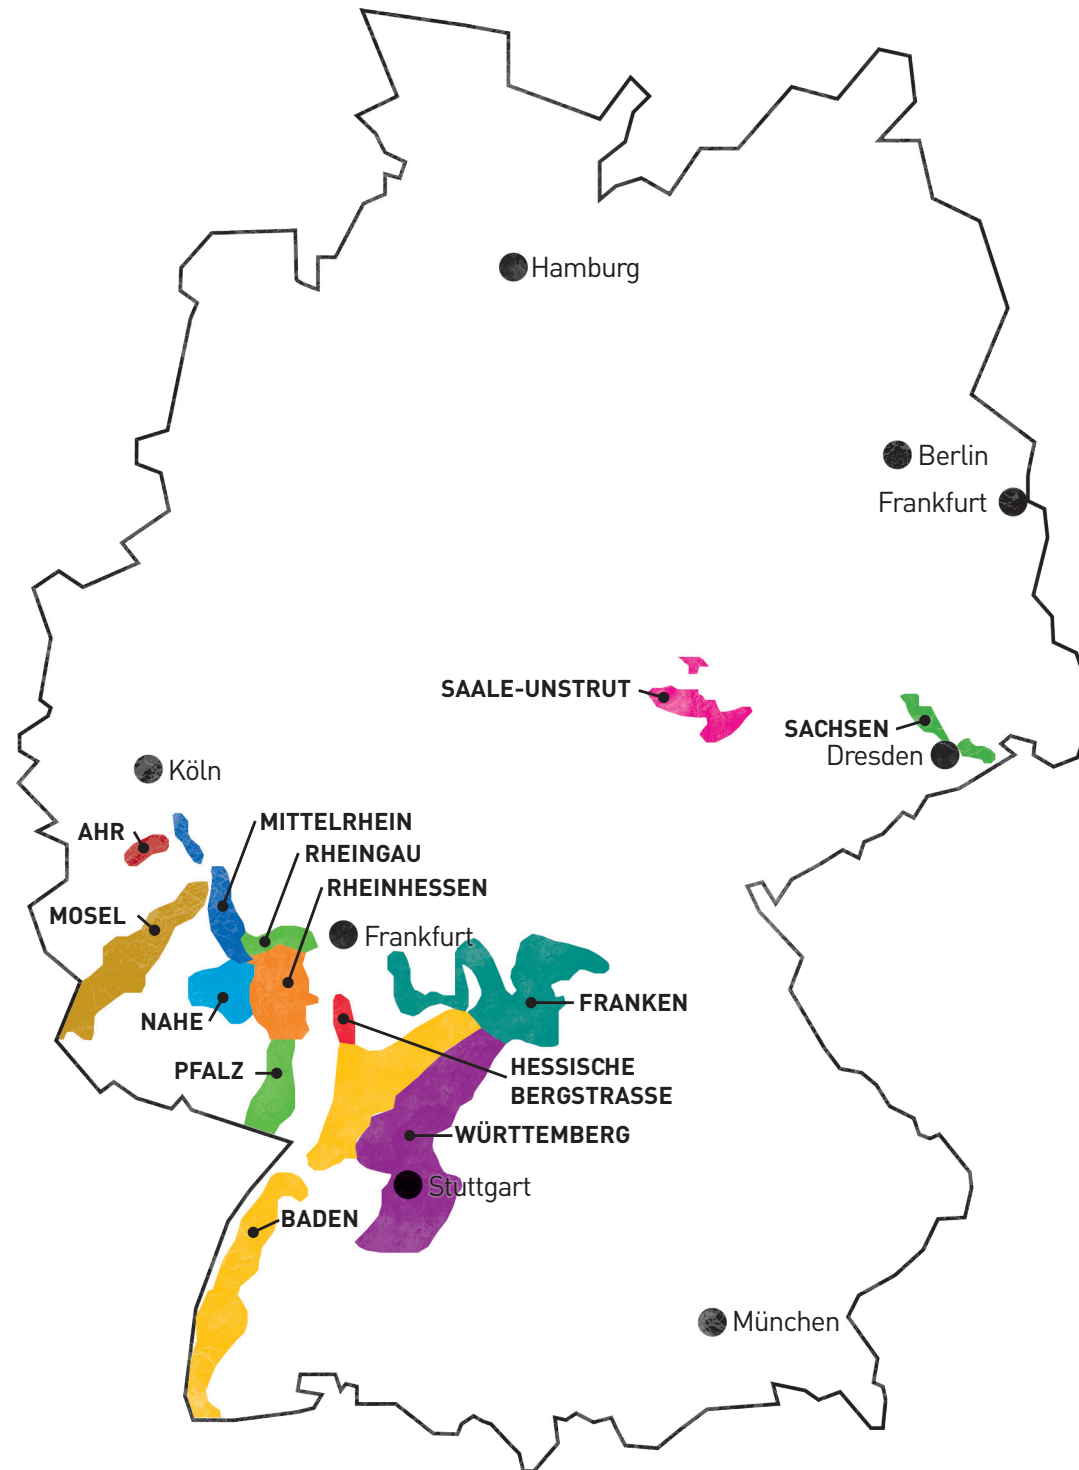 Hamburg
Berlin
Frankfurt
SAALE-UNSTRUT
SACHSEN
Dresden
Köln
AHR
MITTELRHEIN
RHEINGAU
RHEINHESSEN
MOSEL
Frankfurt
NAHE
FRANKEN
PFALZ
HESSISCHE
BERGSTRASSE
WÜRTTEMBERG
Stuttgart
BADEN
München